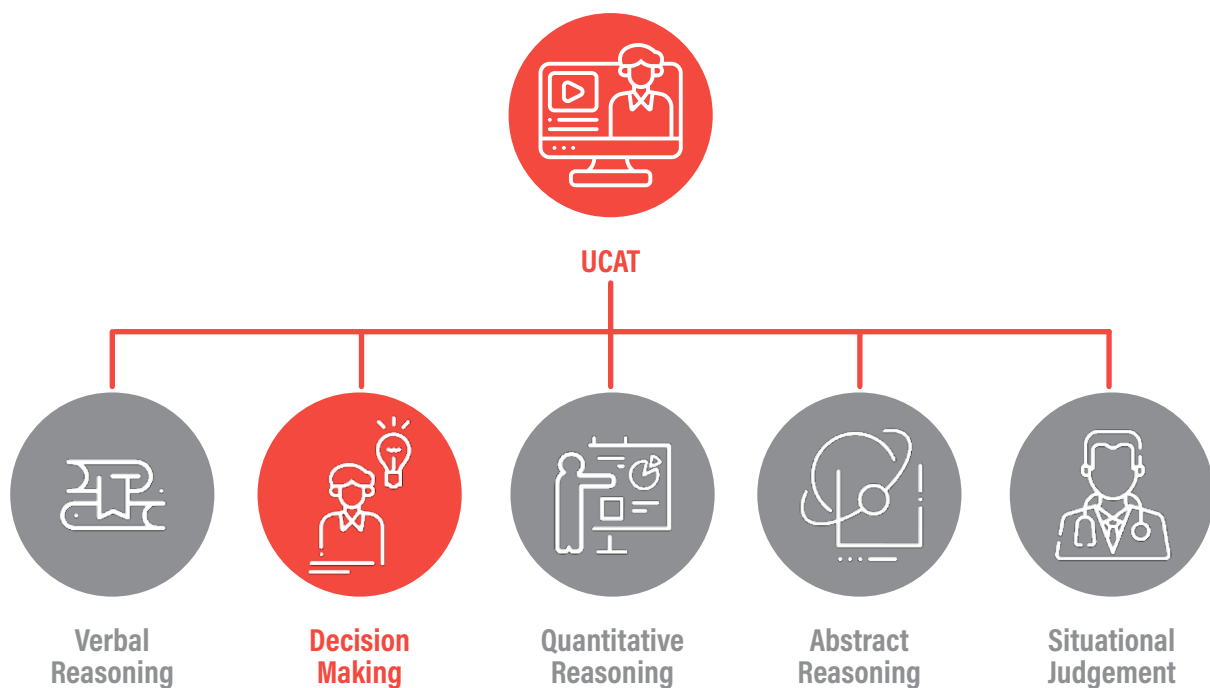 UCAT
Verbal
Reasoning
Decision
Making
Quantitative
Reasoning
Abstract
Reasoning
Situational
Judgement